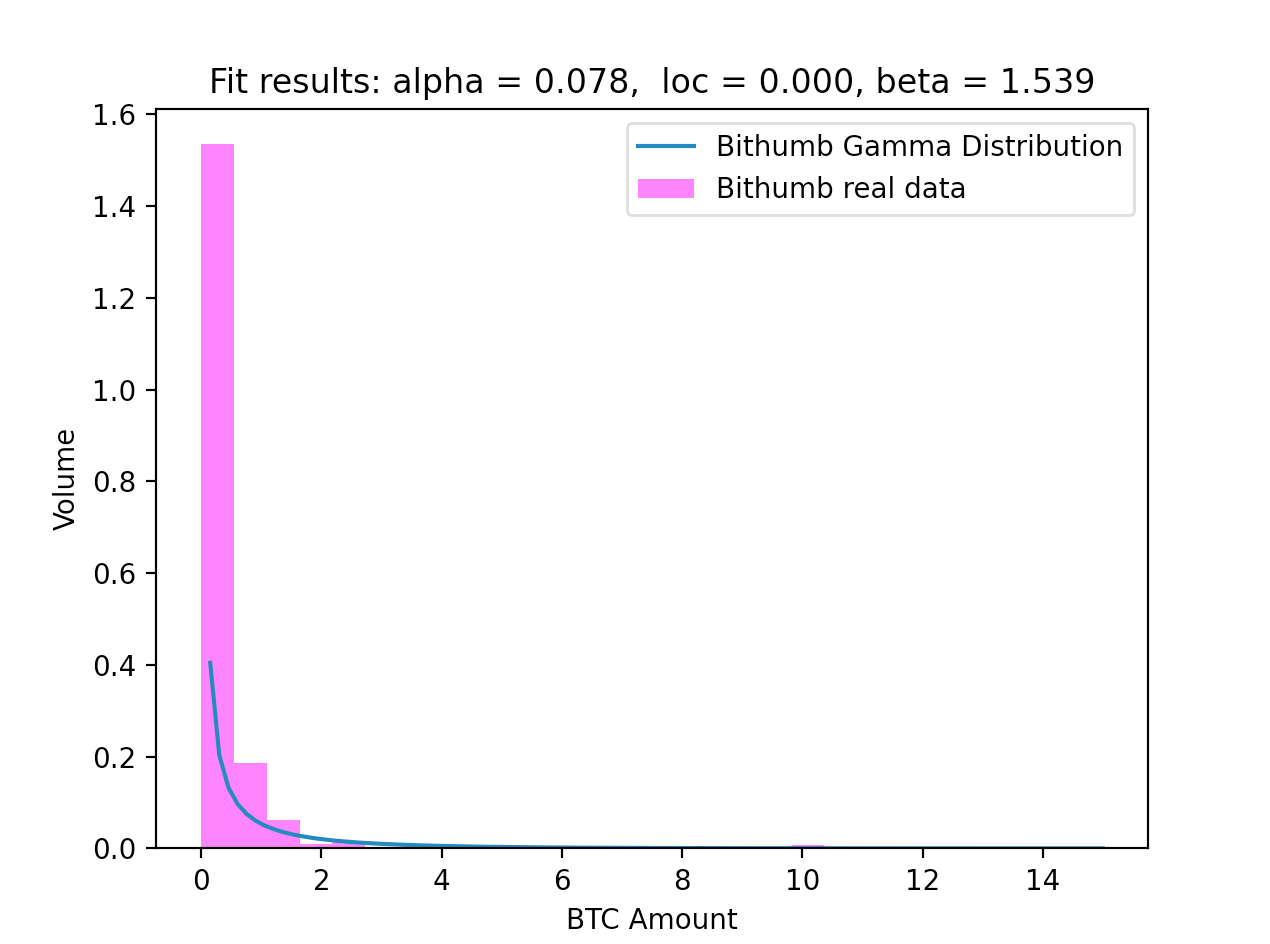 Fit results: alpha = 0.078,  loc = 0.000, beta = 1.539
1.6
1.4
1.2
1.0
0.8
0.6
0.4
0.2
0.0
Volume
Bithumb Gamma Distribution
Bithumb real data
0 2 4 6 8 10 12 14
BTC Amount